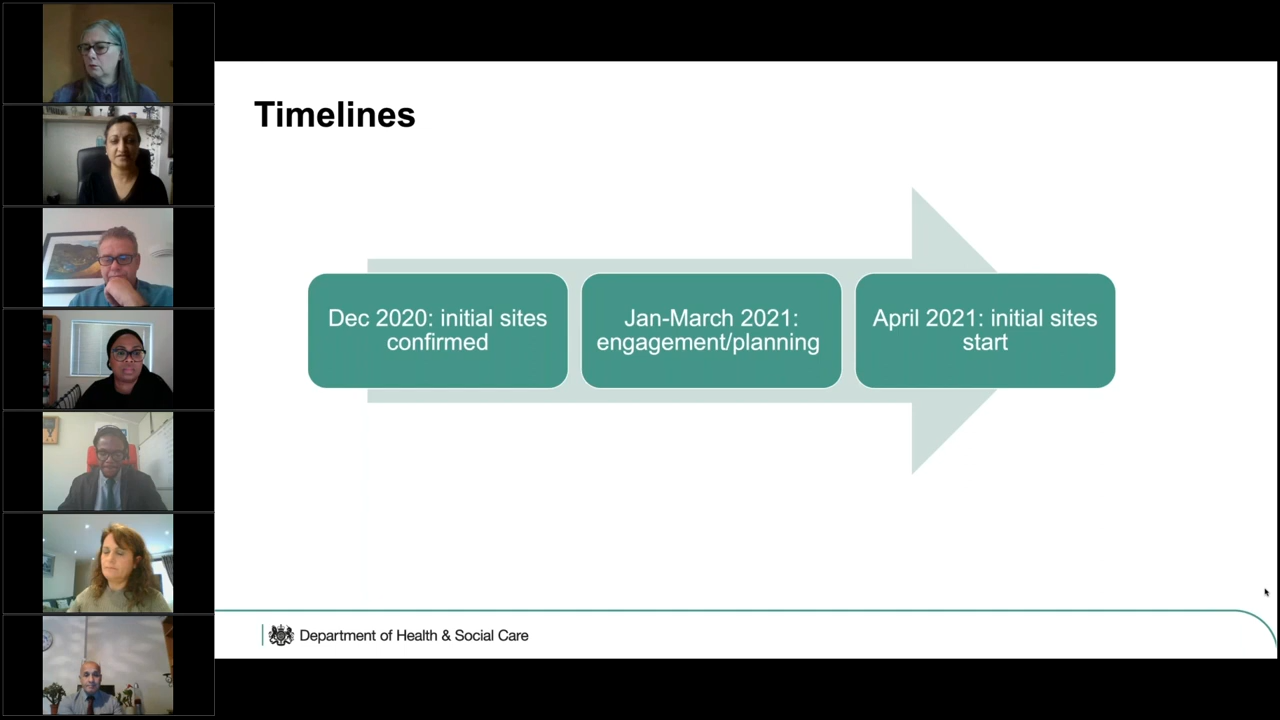 Timelines
Dec 2020: initial sites
confirmed
Jan-March 2021:
engagement/planning
April 2021: initial sites
start
Department of Health & Social Care